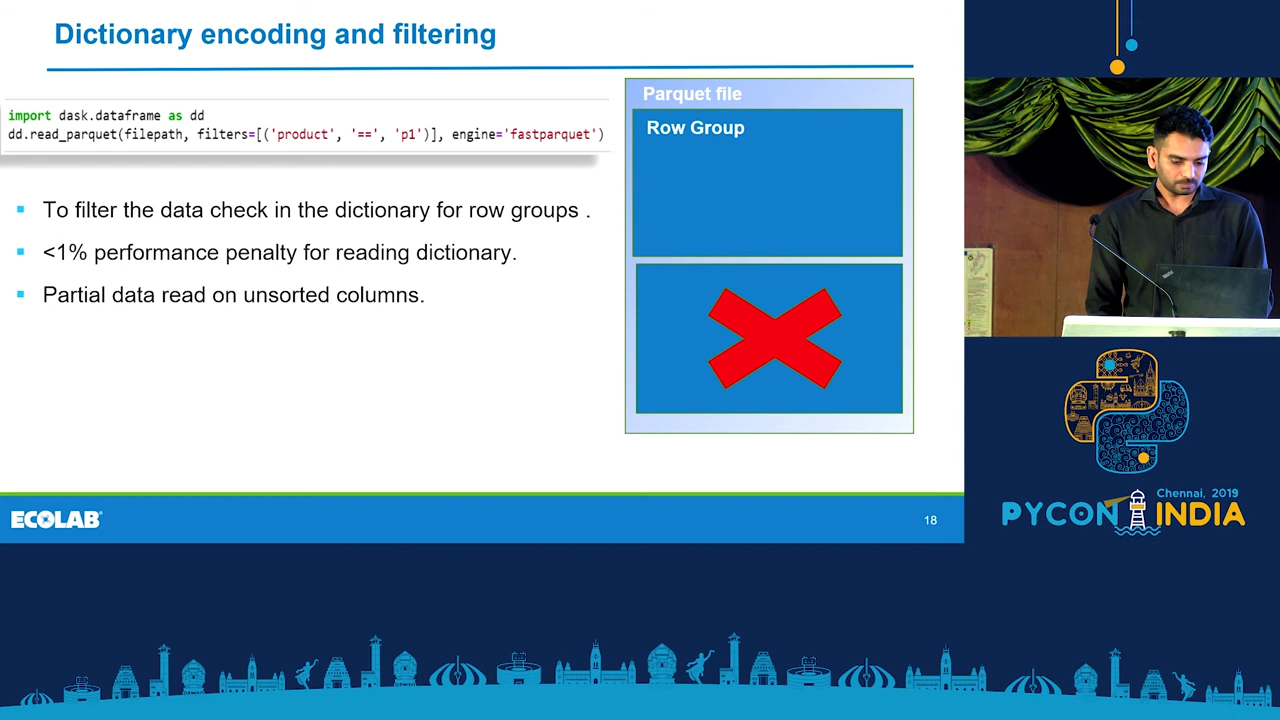 Dictionary encoding and filtering
import dask.dataframe as dd
dd.read_parquet(filepath, filters=[('product', '==', 'p1')], engine='fastparquet')
To filter the data check in the dictionary for row groups .
<1% performance penalty for reading dictionary.
Partial data read on unsorted columns.
Parquet file
Row Group
ECOLAB®
18
Chennai, 2019
PYCON INDIA